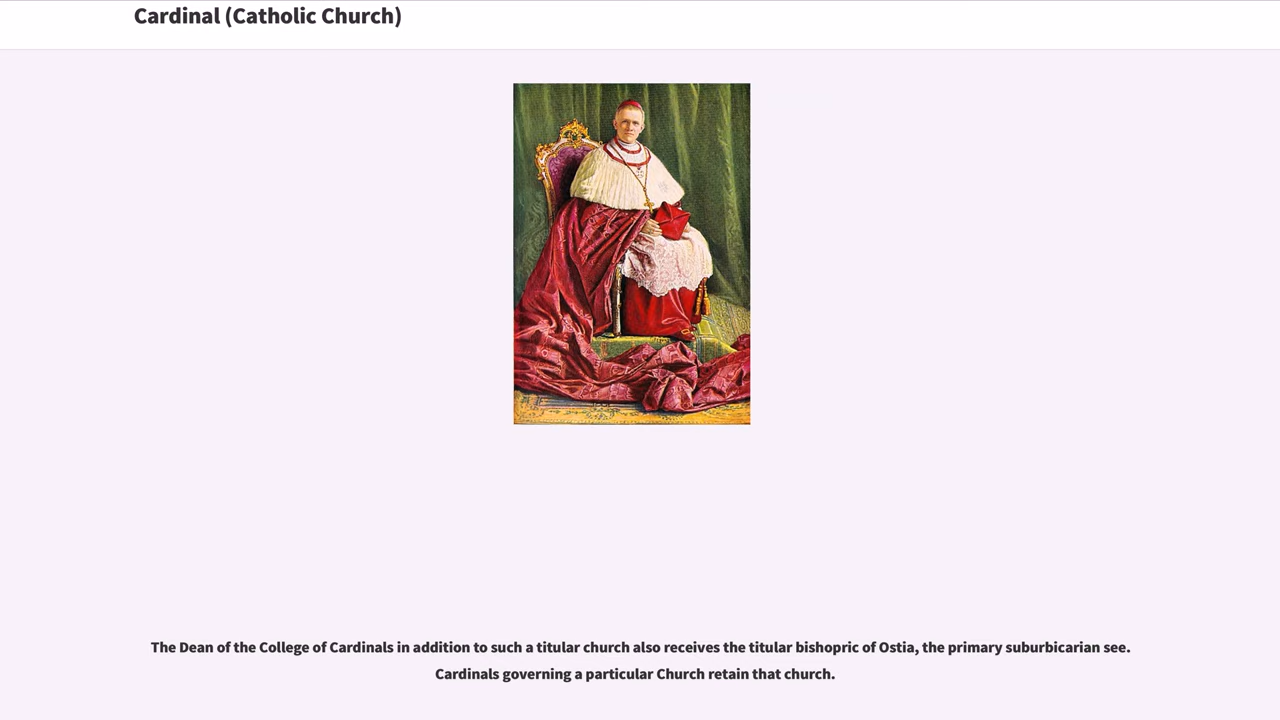 Cardinal (Catholic Church)
The Dean of the College of Cardinals in addition to such a titular church also receives the titular bishopric of Ostia, the primary suburbicarian see.
Cardinals governing a particular Church retain that church.